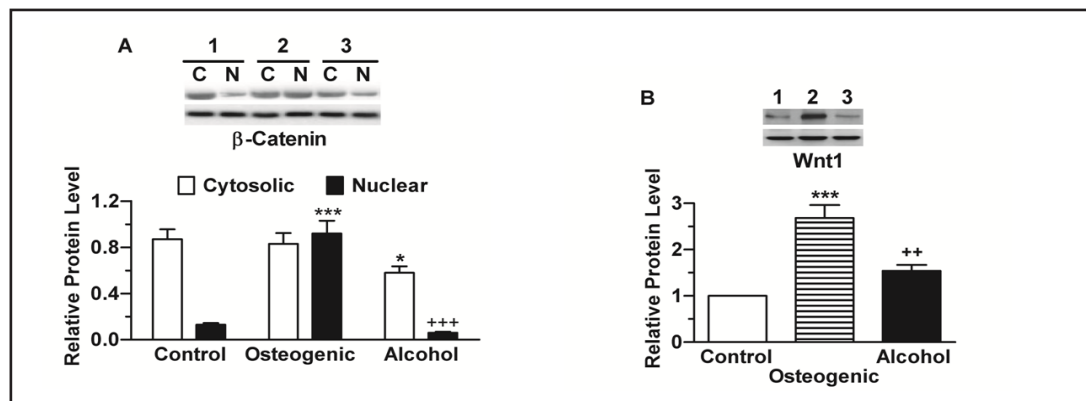 A
1 2 3
C N C N C N
β-Catenin
Cytosolic Nuclear
Relative Protein Level
1.2
0.8
0.4
0.0
***
*
+++
Control Osteogenic Alcohol
B
1 2 3
Wnt1
Relative Protein Level
3
2
1
0
***
++
Control Alcohol
Osteogenic